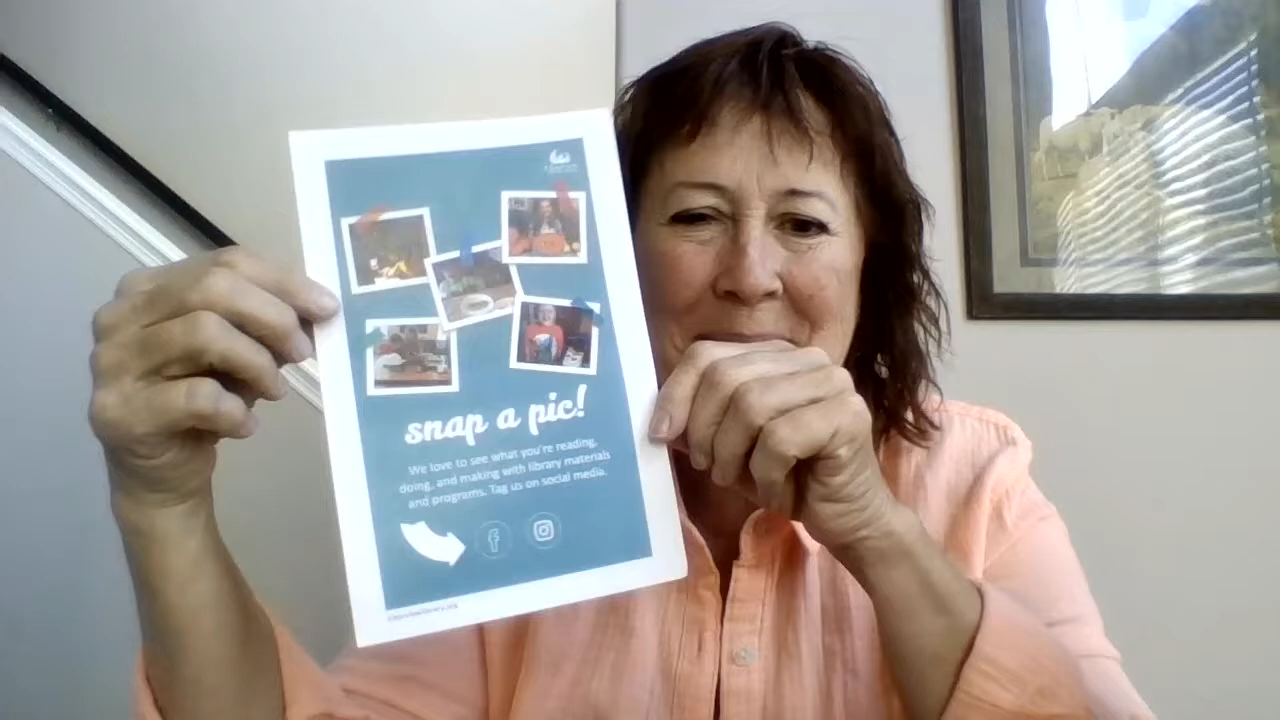 snap a pic!
We love to see what you're reading,
doing, and making with library materials
and programs. Tag us on social media.